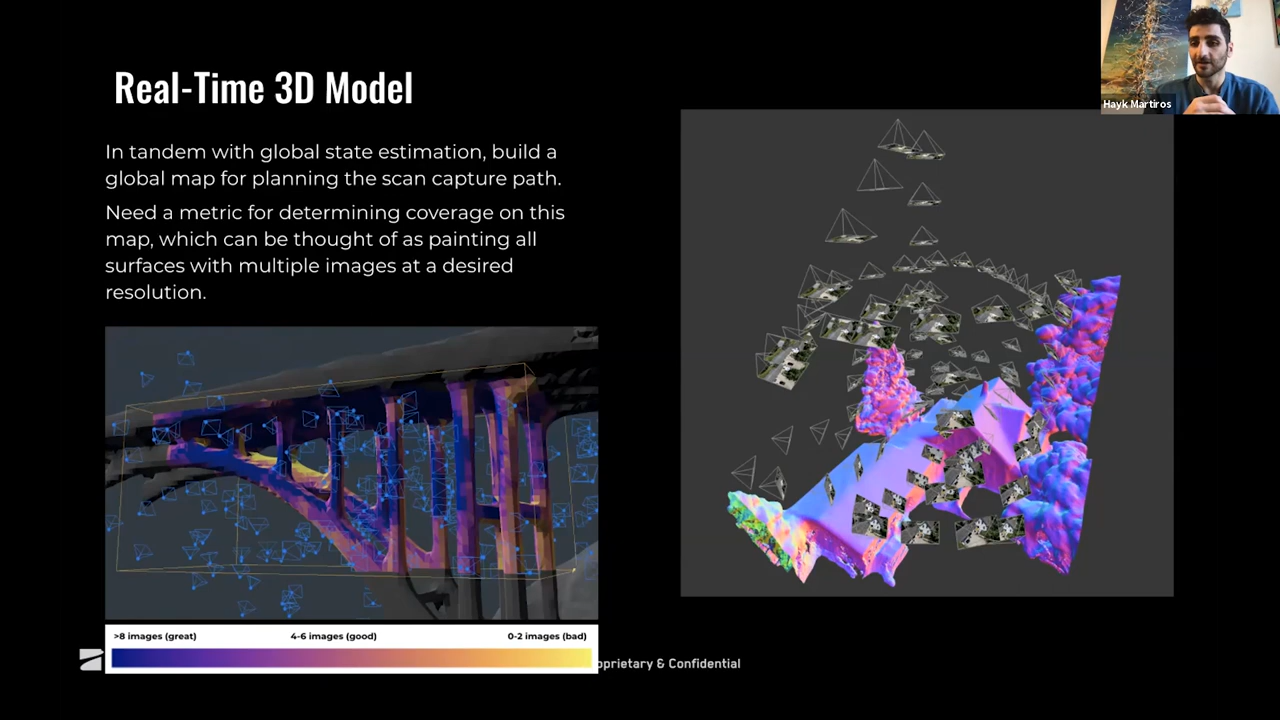 Real-Time 3D Model
Hayk Martiros
In tandem with global state estimation, build a
global map for planning the scan capture path.
Need a metric for determining coverage on this
map, which can be thought of as painting all
surfaces with multiple images at a desired
resolution.
>8 images (great) 4-6 images (good) 0-2 images (bad)
oprietary & Confidential